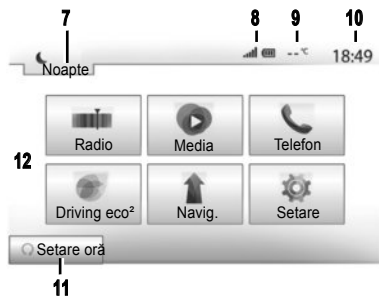 7
8 9 10
Noapte
--°C 18:49
Radio Media Telefon
12
Driving eco² Navig. Setare
Setare oră
11